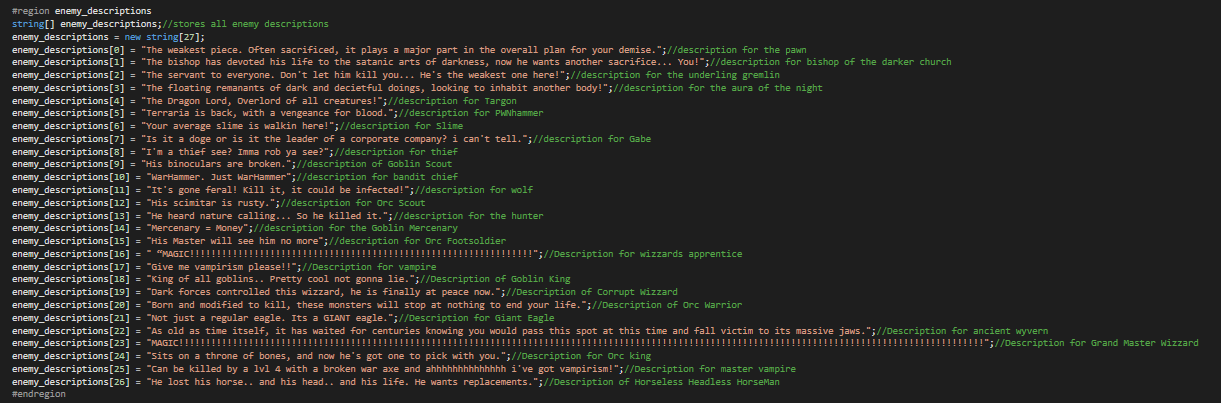 #region enemy_descriptions
string[] enemy_descriptions;//stores all enemy descriptions
enemy_descriptions = new string[27];
enemy_descriptions[0] = "The weakest piece. Often sacrificed, it plays a major part in the overall plan for your demise.";//description for the pawn
enemy_descriptions[1] = "The bishop has devoted his life to the satanic arts of darkness, now he wants another sacrifice... You!";//description for bishop of the darker church
enemy_descriptions[2] = "The servant to everyone. Don't let him kill you... He's the weakest one here!";//description for the underling gremlin
enemy_descriptions[3] = "The floating remanants of dark and decietful doings, looking to inhabit another body!";//description for the aura of the night
enemy_descriptions[4] = "The Dragon Lord, Overlord of all creatures!";//description for Targon
enemy_descriptions[5] = "Terraria is back, with a vengeance for blood.";//description for PWNhammer
enemy_descriptions[6] = "Your average slime is walkin here!";//description for Slime
enemy_descriptions[7] = "Is it a doge or is it the leader of a corporate company? i can't tell.";//description for Gabe
enemy_descriptions[8] = "I'm a thief see? Imma rob ya see?";//description for thief
enemy_descriptions[9] = "His binoculars are broken.";//description of Goblin Scout
enemy_descriptions[10] = "WarHammer. Just WarHammer";//description for bandit chief
enemy_descriptions[11] = "It's gone feral! Kill it, it could be infected!";//description for wolf
enemy_descriptions[12] = "His scimitar is rusty.";//description for Orc Scout
enemy_descriptions[13] = "He heard nature calling... So he killed it.";//description for the hunter
enemy_descriptions[14] = "Mercenary = Money";//description for the Goblin Mercenary
enemy_descriptions[15] = "His Master will see him no more";//description for Orc Footsoldier
enemy_descriptions[16] = " “MAGIC!!!!!!!!!!!!!!!!!!!!!!!!!!!!!!!!!!!!!!!!!!!!!!!!!!!!!!!!!!!!!!!!";//Description for wizzards apprentice
enemy_descriptions[17] = "Give me vampirism please!!";//Description for vampire
enemy_descriptions[18] = "King of all goblins.. Pretty cool not gonna lie.";//Description of Goblin King
enemy_descriptions[19] = "Dark forces controlled this wizzard, he is finally at peace now.";//Description of Corrupt Wizzard
enemy_descriptions[20] = "Born and modified to kill, these monsters will stop at nothing to end your life.";//Description of Orc Warrior
enemy_descriptions[21] = "Not just a regular eagle. Its a GIANT eagle.";//Description for Giant Eagle
enemy_descriptions[22] = "As old as time itself, it has waited for centuries knowing you would pass this spot at this time and fall victim to its massive jaws.";//Description for ancient wyvern
enemy_descriptions[23] = "MAGIC!!!!!!!!!!!!!!!!!!!!!!!!!!!!!!!!!!!!!!!!!!!!!!!!!!!!!!!!!!!!!!!!!!!!!!!!!!!!!!!!!!!!!!!!!!!!!!!!!!!!!!!!!!!!!!!!!!!!!!!!!!!!!!!!!!!!!!!!!!!!!!!!!!!!!!";//Description for Grand Master Wizzard
enemy_descriptions[24] = "Sits on a throne of bones, and now he's got one to pick with you.";//Description for Orc king
enemy_descriptions[25] = "Can be killed by a lvl 4 with a broken war axe and ahhhhhhhhhhhhh i've got vampirism!";//Description for master vampire
enemy_descriptions[26] = "He lost his horse.. and his head.. and his life. He wants replacements.";//Description of Horseless Headless HorseMan
#endregion